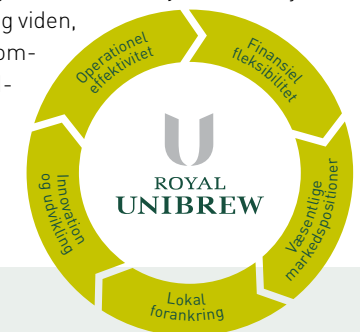 g viden,
om-
-
Operationel
effektivitet
Finansiel
fleksibilitet
Væsentlige
markedspositioner
Lokal
forankring
Innovation
og udvikling
ROYAL
UNIBREW